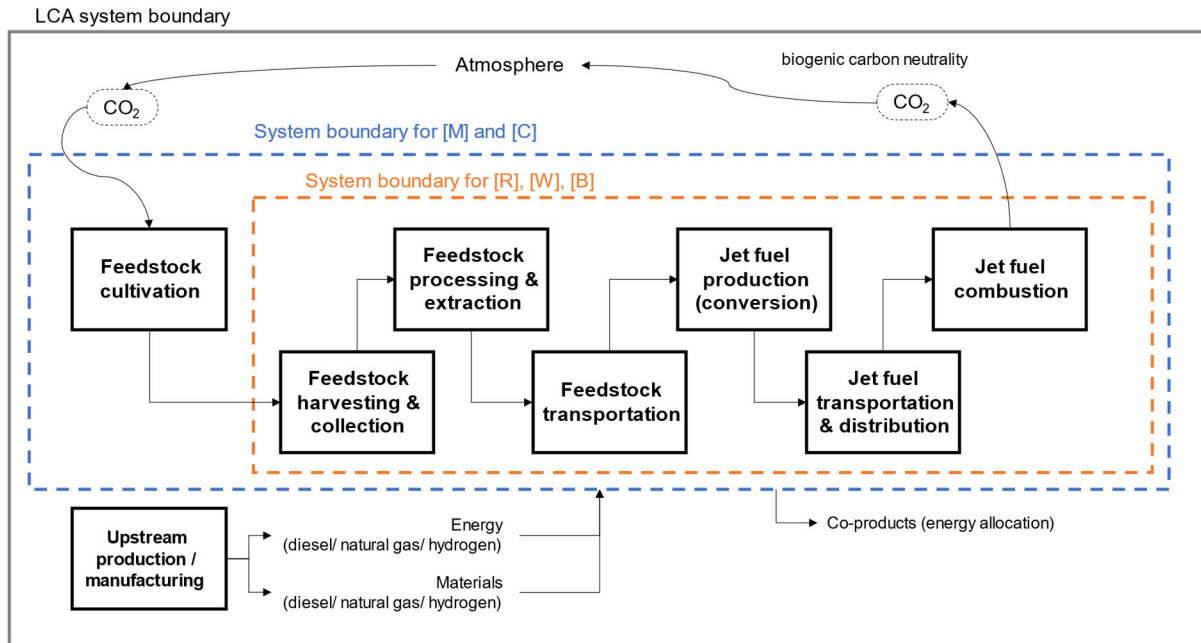 LCA system boundary
Atmosphere
biogenic carbon neutrality
CO₂
CO₂
System boundary for [M] and [C]
System boundary for [R], [W], [B]
Feedstock
cultivation
Feedstock
processing &
extraction
Jet fuel
production
(conversion)
Jet fuel
combustion
Feedstock
harvesting &
collection
Feedstock
transportation
Jet fuel
transportation
& distribution
Upstream
production /
manufacturing
Energy
(diesel/ natural gas/ hydrogen)
Materials
(diesel/ natural gas/ hydrogen)
Co-products (energy allocation)